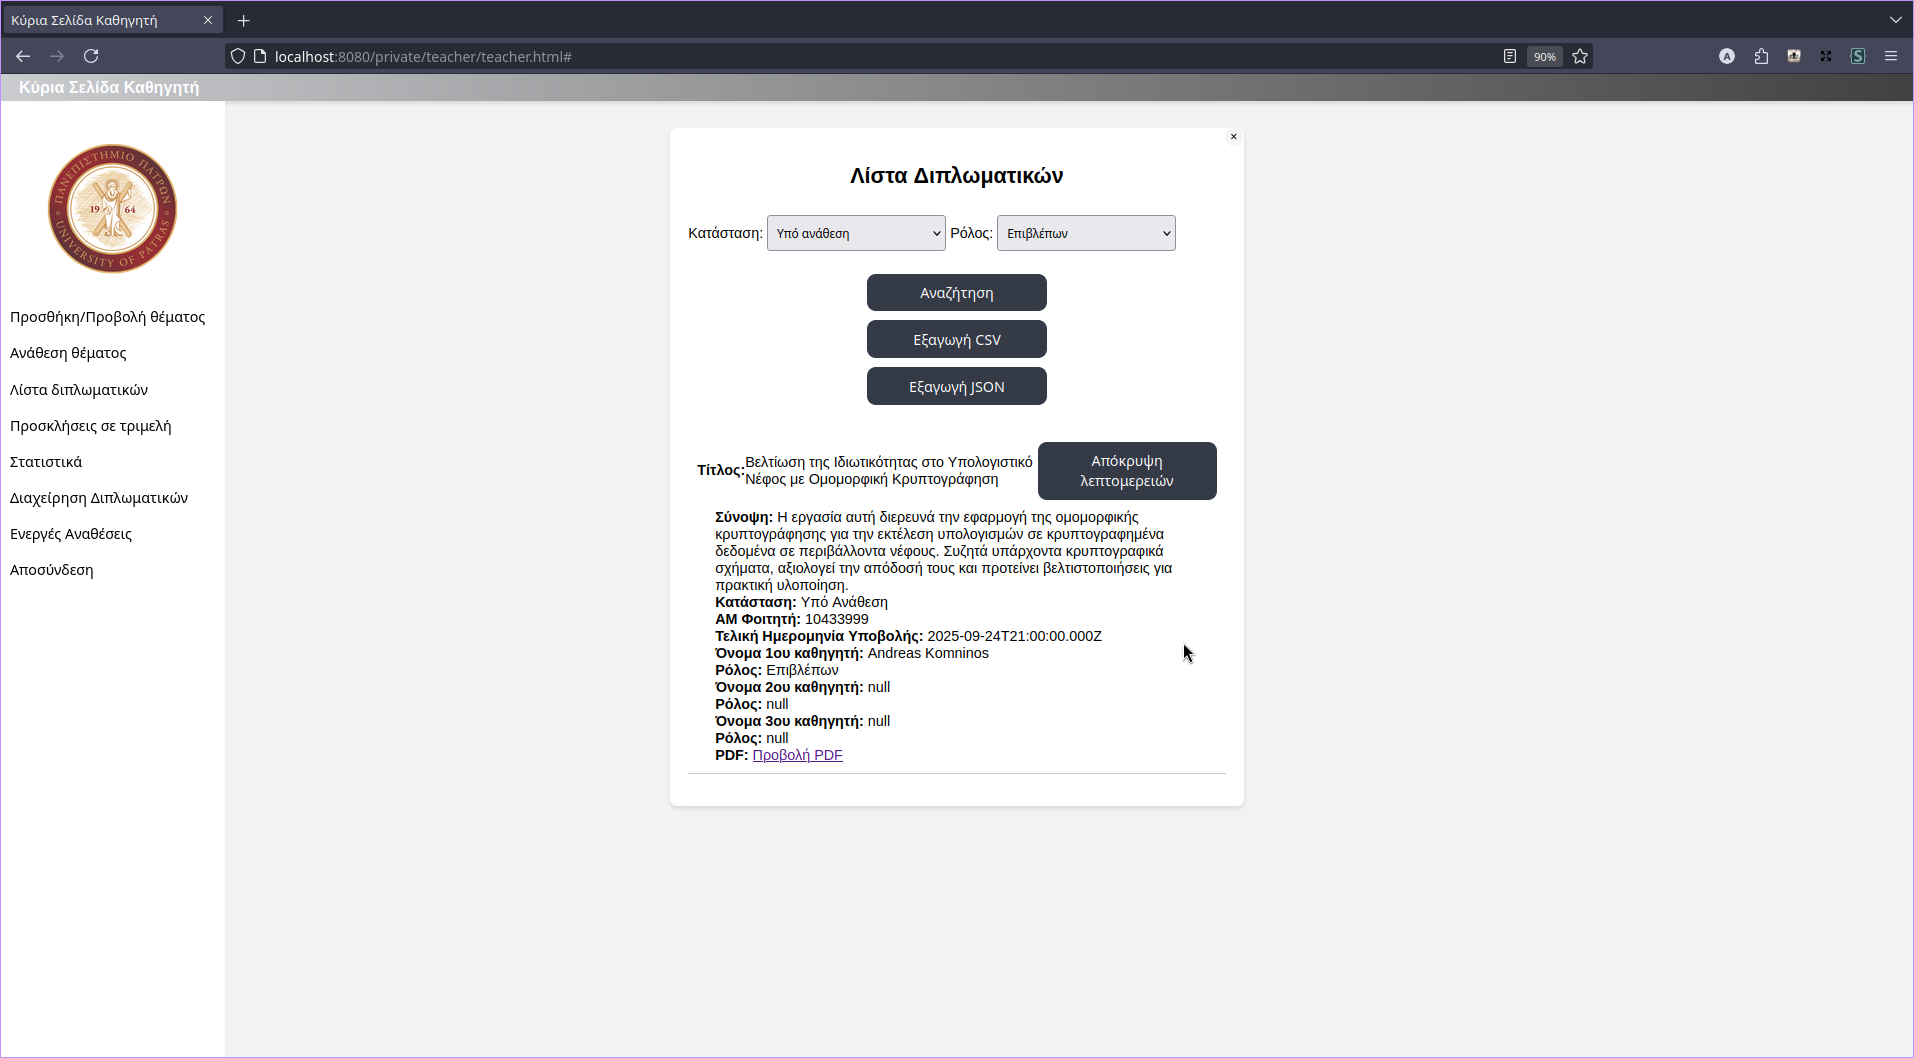 Κύρια Σελίδα Καθηγητή
localhost:8080/private/teacher/teacher.html#
90%
A
S
Κύρια Σελίδα Καθηγητή
ΠΑΝΕΠΙΣΤΗΜΙΟ ΠΑΤΡΩΝ
19 64
UNIVERSITY OF PATRAS
Προσθήκη/Προβολή θέματος
Ανάθεση θέματος
Λίστα διπλωματικών
Προσκλήσεις σε τριμελή
Στατιστικά
Διαχείρηση Διπλωματικών
Ενεργές Αναθέσεις
Αποσύνδεση
×
Λίστα Διπλωματικών
Κατάσταση: Υπό ανάθεση Ρόλος: Επιβλέπων
Αναζήτηση
Εξαγωγή CSV
Εξαγωγή JSON
Τίτλος: Βελτίωση της Ιδιωτικότητας στο Υπολογιστικό
Νέφος με Ομομορφική Κρυπτογράφηση
Απόκρυψη
λεπτομερειών
Σύνοψη: Η εργασία αυτή διερευνά την εφαρμογή της ομομορφικής
κρυπτογράφησης για την εκτέλεση υπολογισμών σε κρυπτογραφημένα
δεδομένα σε περιβάλλοντα νέφους. Συζητά υπάρχοντα κρυπτογραφικά
σχήματα, αξιολογεί την απόδοσή τους και προτείνει βελτιστοποιήσεις για
πρακτική υλοποίηση.
Κατάσταση: Υπό Ανάθεση
ΑΜ Φοιτητή: 10433999
Τελική Ημερομηνία Υποβολής: 2025-09-24T21:00:00.000Z
Όνομα 1ου καθηγητή: Andreas Komninos
Ρόλος: Επιβλέπων
Όνομα 2ου καθηγητή: null
Ρόλος: null
Όνομα 3ου καθηγητή: null
Ρόλος: null
PDF: Προβολή PDF